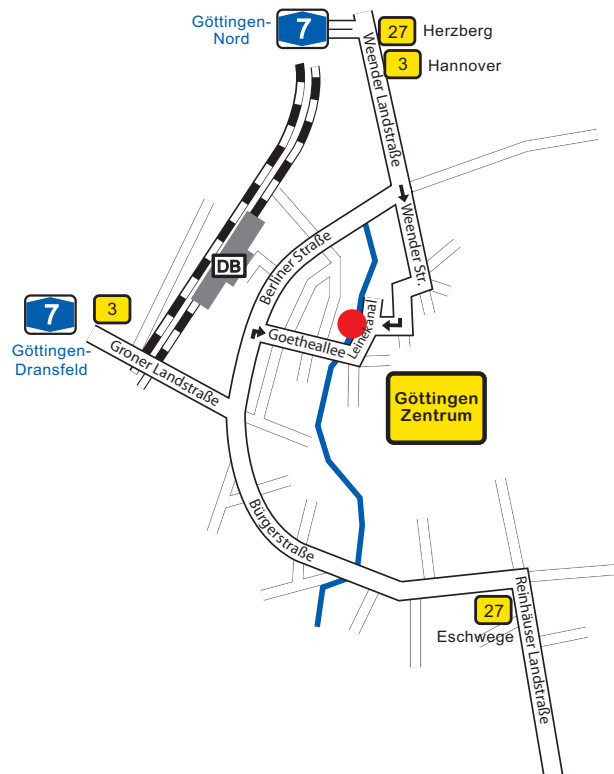 Göttingen-
Nord
7
27
Herzberg
3
Hannover
Weender Landstraße
Weender Str.
Berliner Straße
DB
7
3
Göttingen-
Dransfeld
Groner Landstraße
Goetheallee
Leinekanal
Göttingen
Zentrum
Bürgerstraße
27
Eschwege
Reinhäuser Landstraße